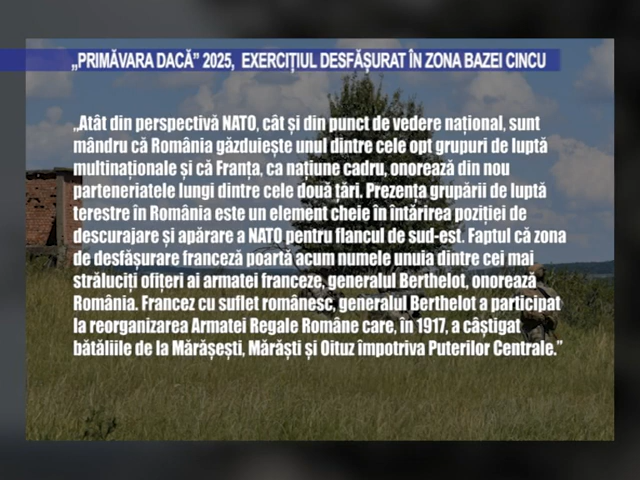 „PRIMĂVARA DACĂ” 2025, EXERCIȚIUL DESFĂȘURAT ÎN ZONA BAZEI CINCU
„Atât din perspectivă NATO, cât și din punct de vedere național, sunt
mândru că România găzduiește unul dintre cele opt grupuri de luptă
multinaționale și că Franța, ca națiune cadru, onorează din nou
parteneriatele lungi dintre cele două țări. Prezența grupării de luptă
terestre în România este un element cheie în întărirea poziției de
descurajare și apărare a NATO pentru flancul de sud-est. Faptul că zona
de desfășurare franceză poartă acum numele unuia dintre cei mai
străluciți ofițeri ai armatei franceze, generalul Berthelot, onorează
România. Francez cu suflet românesc, generalul Berthelot a participat
la reorganizarea Armatei Regale Române care, în 1917, a câștigat
bătăliile de la Mărășești, Mărăști și Oituz împotriva Puterilor Centrale.”